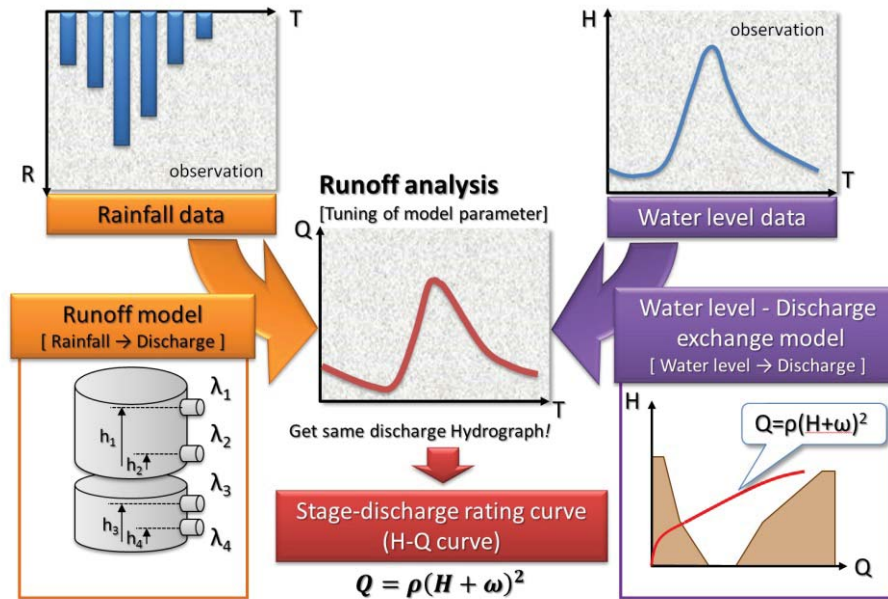 T
R
observation
Rainfall data
H
observation
T
Water level data
Runoff analysis
[Tuning of model parameter]
Q
T
Get same discharge Hydrograph!
Runoff model
[ Rainfall → Discharge ]
λ₁
λ₂
λ₃
λ₄
h₁
h₂
h₃
h₄
Stage-discharge rating curve
(H-Q curve)
Q = ρ(H + ω)²
Water level - Discharge
exchange model
[ Water level → Discharge ]
H
Q=ρ(H+ω)²
Q